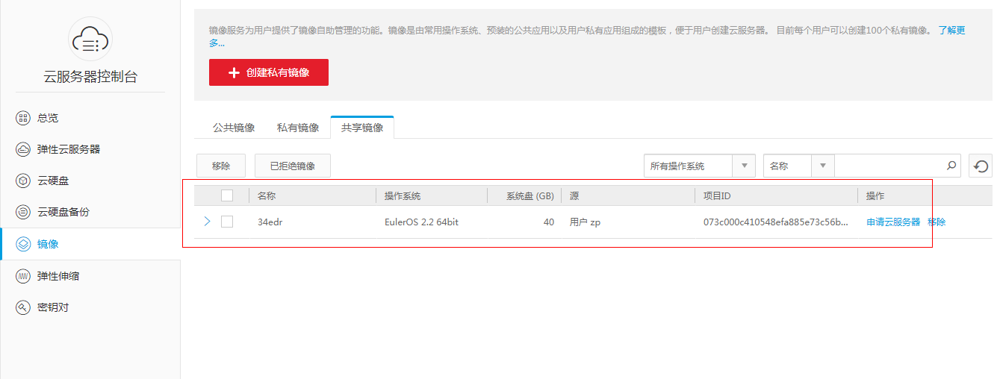 镜像服务为用户提供了镜像自助管理的功能。镜像是由常用操作系统、预装的公共应用以及用户私有应用组成的模板，便于用户创建云服务器。 目前每个用户可以创建100个私有镜像。 了解更
多...
创建私有镜像
云服务器控制台
总览
弹性云服务器
云硬盘
云硬盘备份
镜像
弹性伸缩
密钥对
公共镜像 私有镜像 共享镜像
移除 已拒绝镜像 所有操作系统 名称
名称 操作系统 系统盘 (GB) 源 项目ID 操作
34edr EulerOS 2.2 64bit 40 用户 zp 073c000c410548efa885e73c56b... 申请云服务器 移除